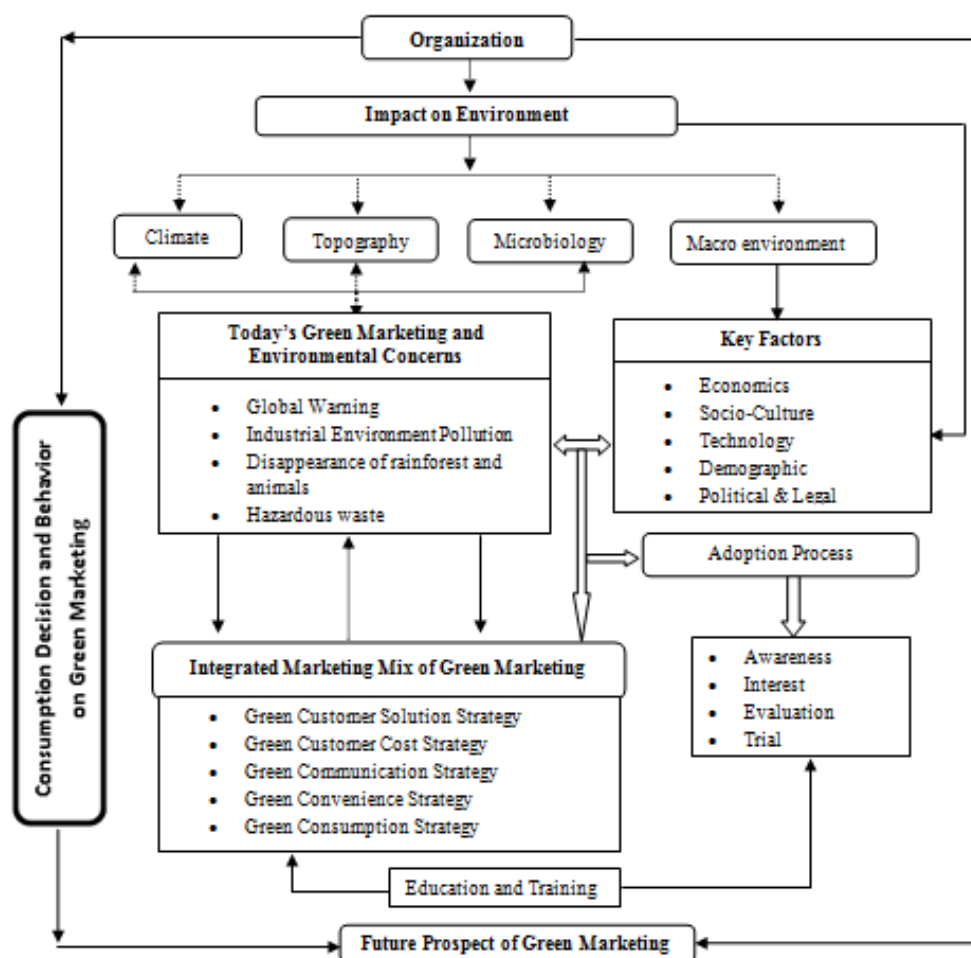 Organization
Impact on Environment
Climate
Topography
Microbiology
Macro environment
Today's Green Marketing and
Environmental Concerns
• Global Warning
• Industrial Environment Pollution
• Disappearance of rainforest and
animals
• Hazardous waste
Key Factors
• Economics
• Socio-Culture
• Technology
• Demographic
• Political & Legal
Consumption Decision and Behavior
on Green Marketing
Adoption Process
• Awareness
• Interest
• Evaluation
• Trial
Integrated Marketing Mix of Green Marketing
• Green Customer Solution Strategy
• Green Customer Cost Strategy
• Green Communication Strategy
• Green Convenience Strategy
• Green Consumption Strategy
Education and Training
Future Prospect of Green Marketing